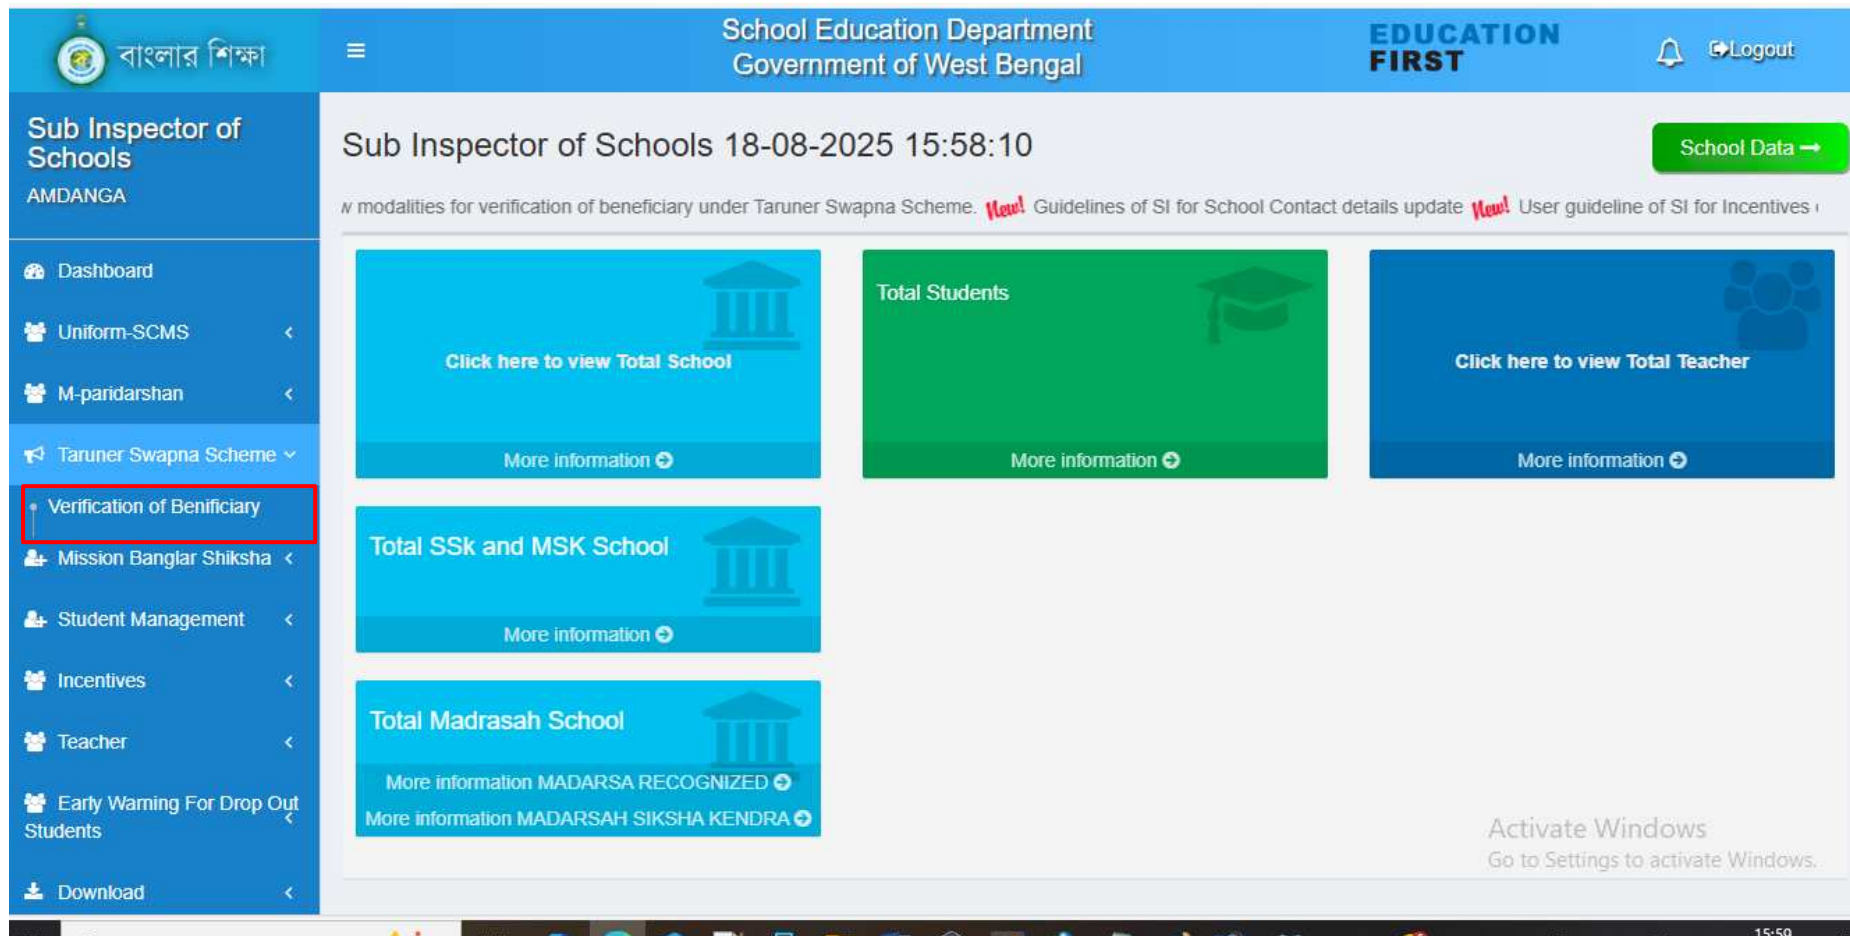 বাংলার শিক্ষা
School Education Department
Government of West Bengal
EDUCATION
FIRST
Logout
Sub Inspector of
Schools
AMDANGA
Dashboard
Uniform-SCMS
M-paridarshan
Taruner Swapna Scheme
Verification of Benificiary
Mission Banglar Shiksha
Student Management
Incentives
Teacher
Early Warning For Drop Out
Students
Download
Sub Inspector of Schools 18-08-2025 15:58:10
School Data
modalities for verification of beneficiary under Taruner Swapna Scheme. New! Guidelines of SI for School Contact details update New! User guideline of SI for Incentives
Click here to view Total School
More information
Total Students
More information
Click here to view Total Teacher
More information
Total SSk and MSK School
More information
Total Madrasah School
More information MADARSA RECOGNIZED
More information MADARSAH SIKSHA KENDRA
Activate Windows
Go to Settings to activate Windows.
15:59